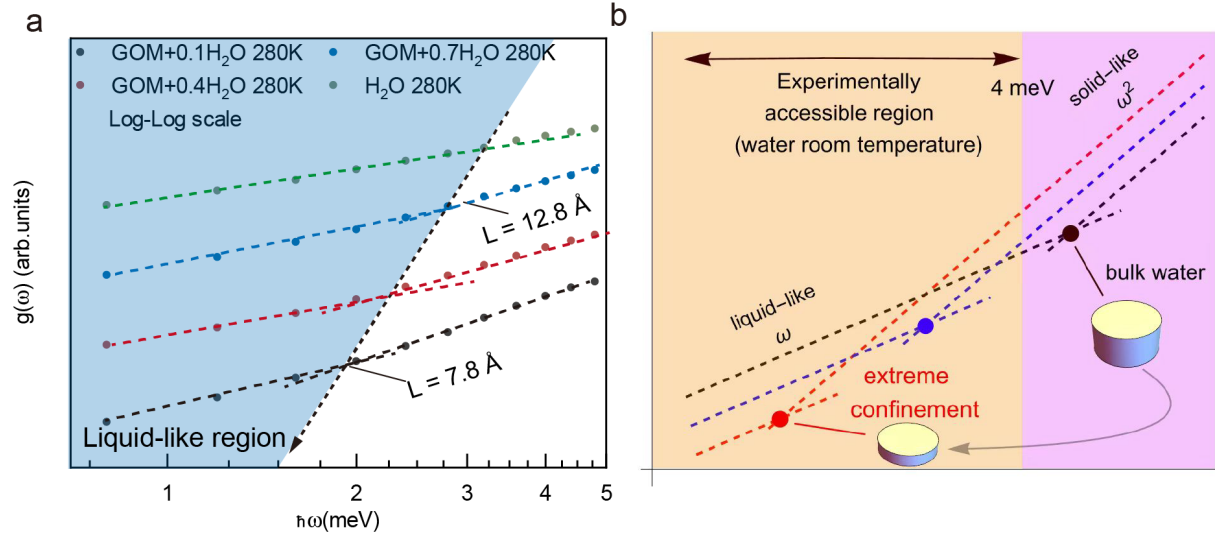 a
GOM+0.1H₂O 280K
GOM+0.7H₂O 280K
GOM+0.4H₂O 280K
H₂O 280K
Log-Log scale
L = 12.8 Å
L = 7.8 Å
Liquid-like region
g(ω) (arb.units)
1
2
3
4
5
ħω(meV)
b
Experimentally
accessible region
(water room temperature)
4 meV
solid-like
ω²
liquid-like
ω
bulk water
extreme
confinement